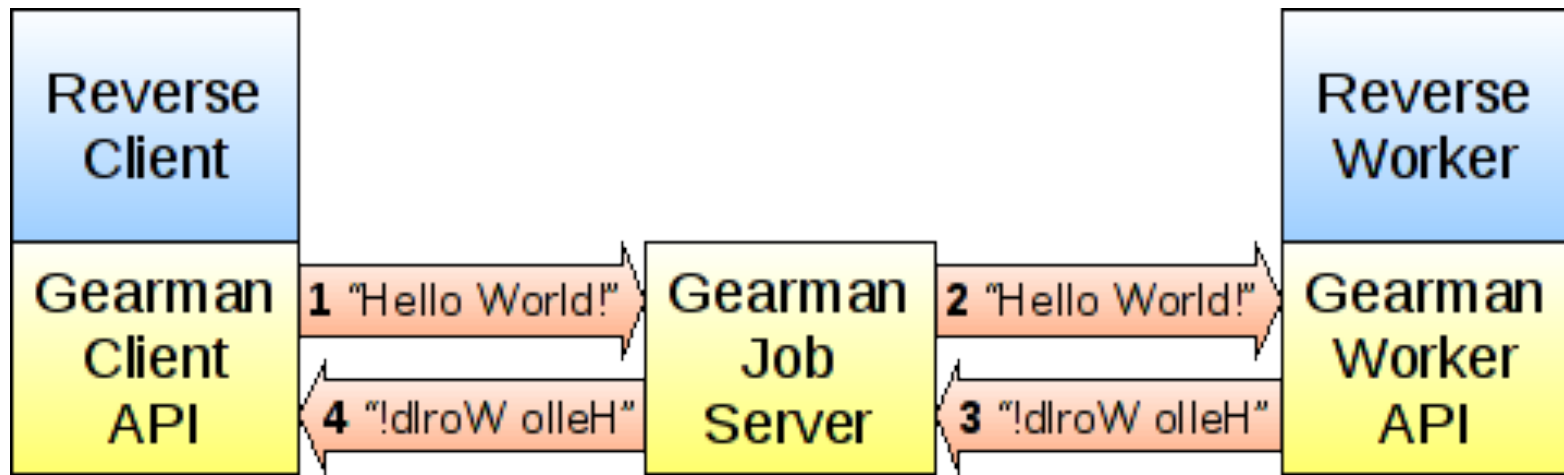 Reverse
Client
Reverse
Worker
Gearman
Client
API
1 “Hello World!”
4 “!dlroW olleH”
Gearman
Job
Server
2 “Hello World!”
3 “!dlroW olleH”
Gearman
Worker
API